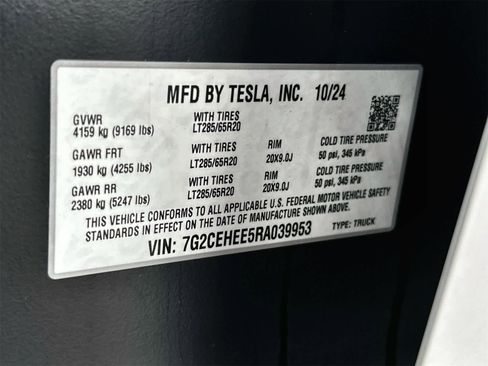 MFD BY TESLA, INC. 10/24
GVWR WITH TIRES
4159 kg (9169 lbs) LT285/65R20
GAWR FRT WITH TIRES RIM COLD TIRE PRESSURE
1930 kg (4255 lbs) LT285/65R20 20X9.0J 50 psi, 345 kPa
GAWR RR WITH TIRES RIM COLD TIRE PRESSURE
2380 kg (5247 lbs) LT285/65R20 20X9.0J 50 psi, 345 kPa
THIS VEHICLE CONFORMS TO ALL APPLICABLE U.S. FEDERAL MOTOR VEHICLE SAFETY
STANDARDS IN EFFECT ON THE DATE OF MANUFACTURE SHOWN ABOVE.
VIN: 7G2CEHEE5RA039953 TYPE: TRUCK